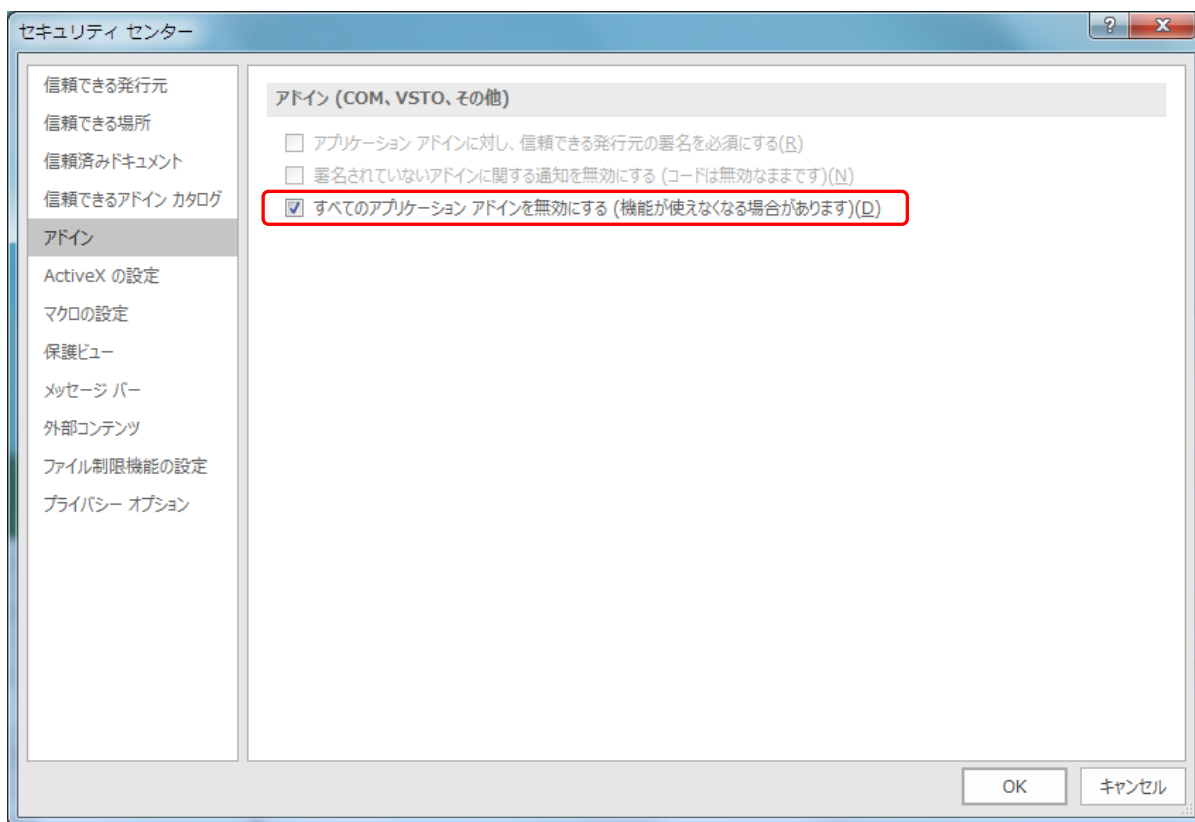 セキュリティ センター
?
信頼できる発行元
信頼できる場所
信頼済みドキュメント
信頼できるアドイン カタログ
アドイン
ActiveX の設定
マクロの設定
保護ビュー
メッセージ バー
外部コンテンツ
ファイル制限機能の設定
プライバシー オプション
アドイン (COM、VSTO、その他)
アプリケーション アドインに対し、信頼できる発行元の署名を必須にする(R)
署名されていないアドインに関する通知を無効にする (コードは無効なままです)(N)
すべてのアプリケーション アドインを無効にする (機能が使えなくなる場合があります)(D)
OK
キャンセル